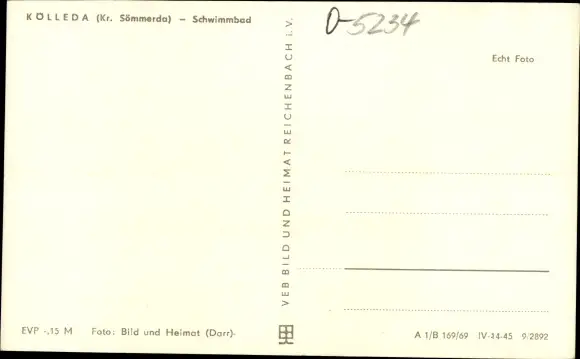 KÖLLEDA (Kr. Sömmerda) – Schwimmbad
VEB BILD UND HEIMAT REICHENBACH i. V.
O-5234
Echt Foto
EVP -,15 M Foto: Bild und Heimat (Darr)-
A 1/B 169/69 IV-14-45 9/2892